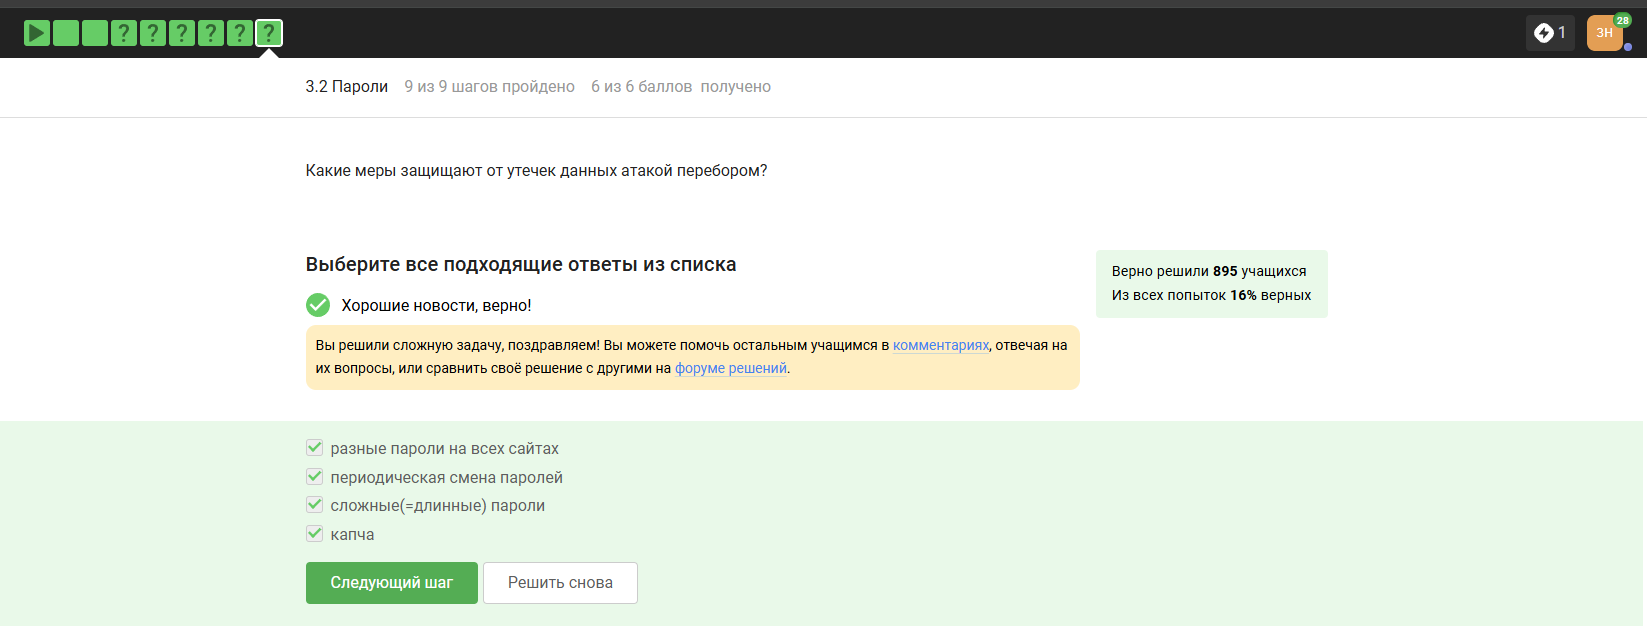 ? ? ? ? ? ?
1
ЗН
28
3.2 Пароли 9 из 9 шагов пройдено 6 из 6 баллов получено
Какие меры защищают от утечек данных атакой перебором?
Выберите все подходящие ответы из списка
Верно решили 895 учащихся
Из всех попыток 16% верных
Хорошие новости, верно!
Вы решили сложную задачу, поздравляем! Вы можете помочь остальным учащимся в комментариях, отвечая на
их вопросы, или сравнить своё решение с другими на форуме решений.
разные пароли на всех сайтах
периодическая смена паролей
сложные(=длинные) пароли
капча
Следующий шаг Решить снова